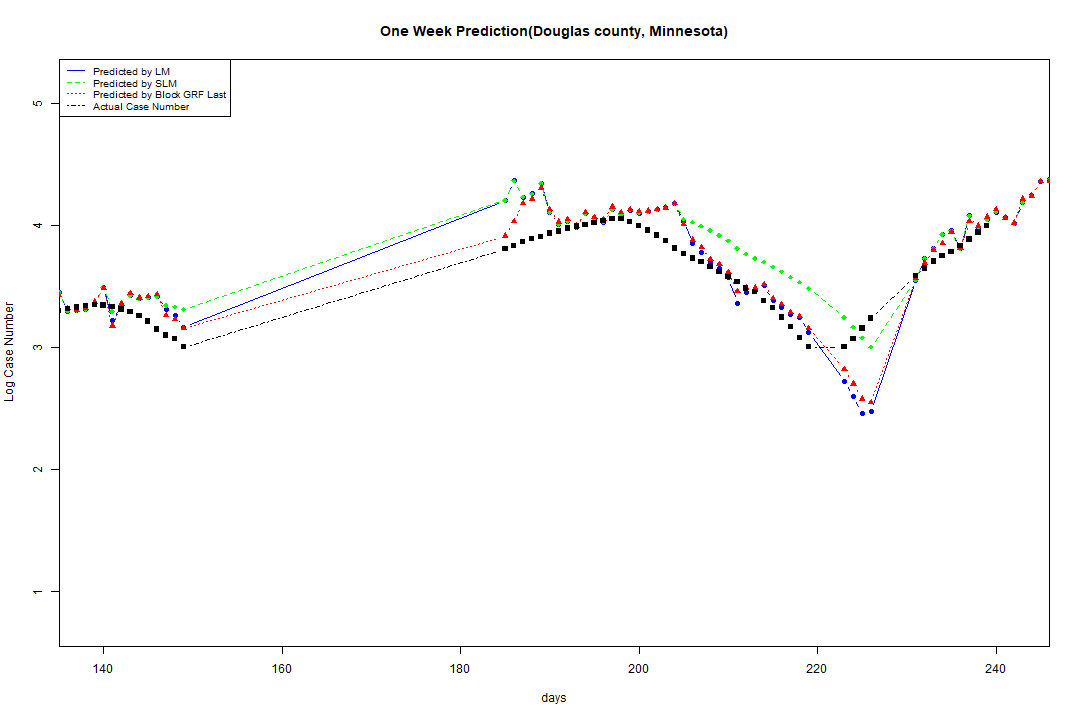 One Week Prediction(Douglas county, Minnesota)
Predicted by LM
Predicted by SLM
Predicted by Block GRF Last
Actual Case Number
5
4
3
2
1
Log Case Number
140 160 180 200 220 240
days